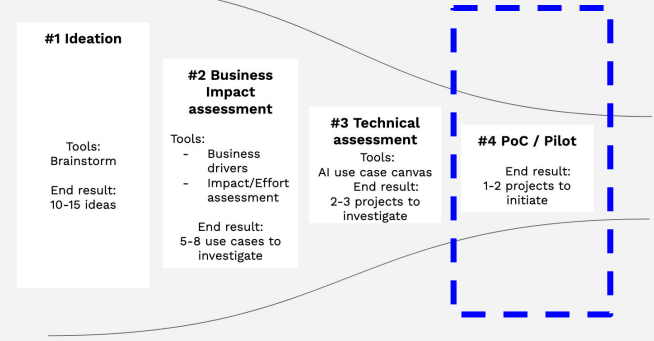 #1 Ideation
Tools:
Brainstorm
End result:
10-15 ideas
#2 Business
Impact
assessment
Tools:
- Business
drivers
- Impact/Effort
assessment
End result:
5-8 use cases to
investigate
#3 Technical
assessment
Tools:
AI use case canvas
End result:
2-3 projects to
investigate
#4 PoC / Pilot
End result:
1-2 projects to
initiate